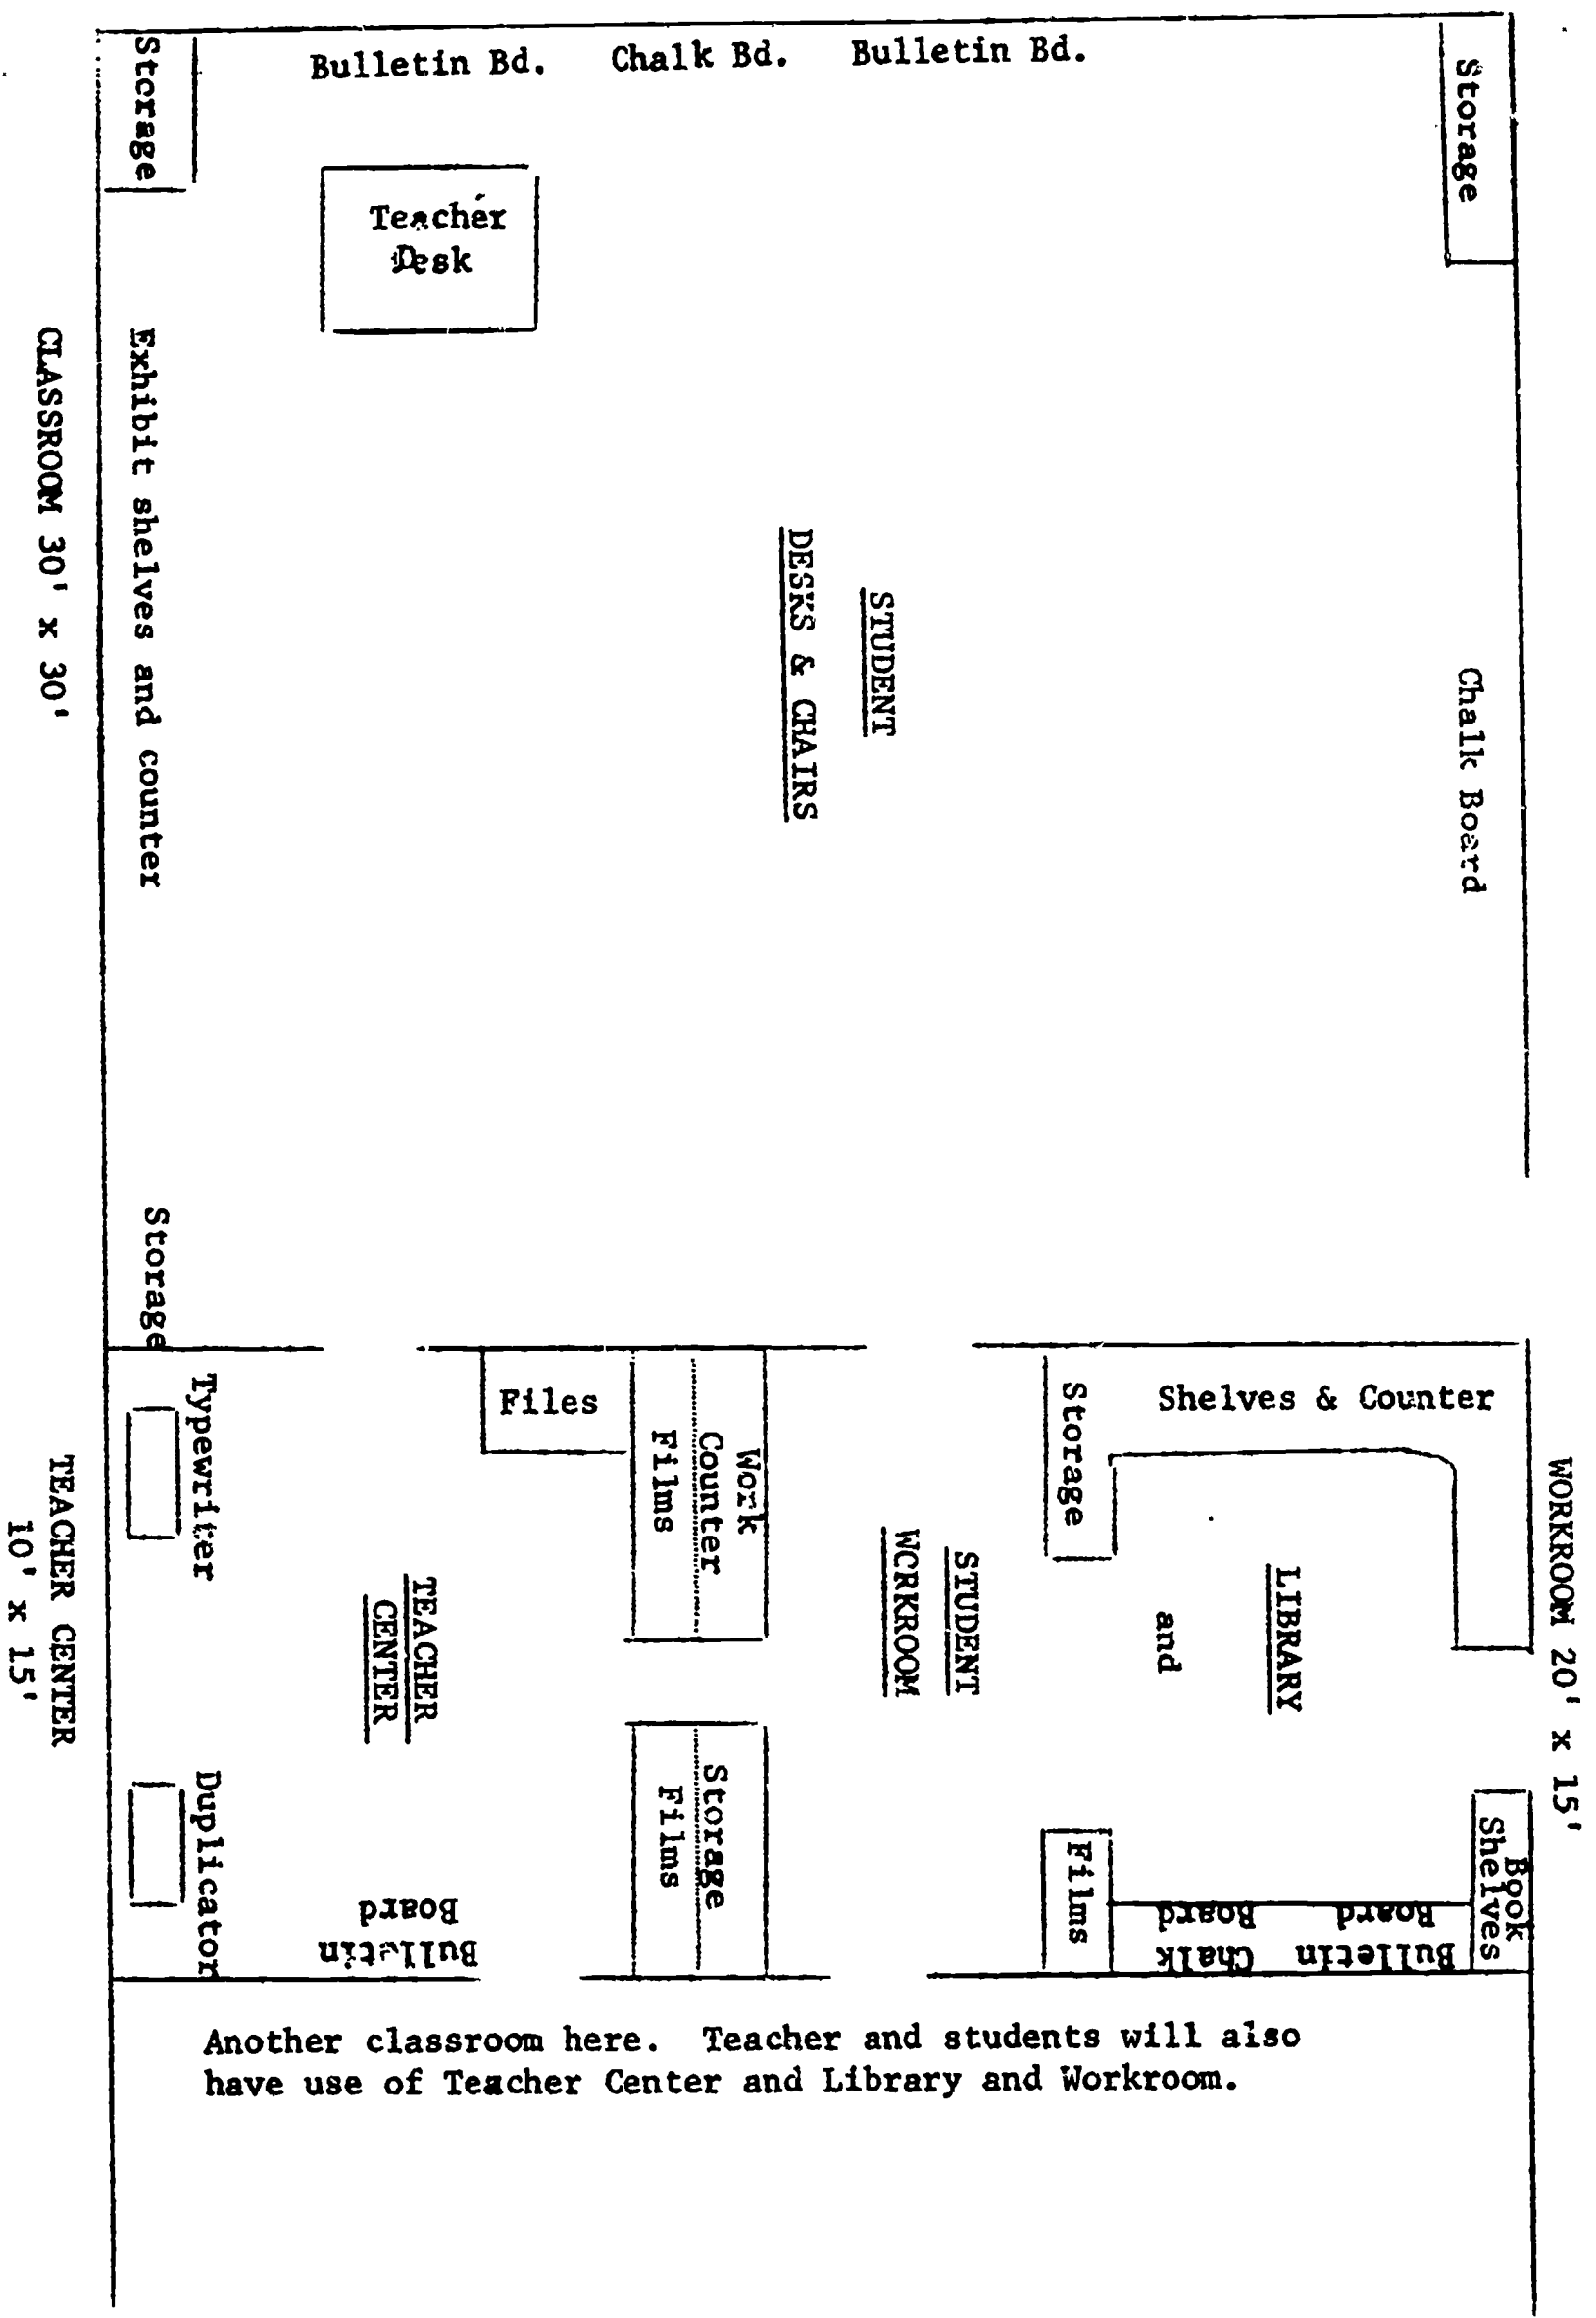 Bulletin Bd. Chalk Bd. Bulletin Bd.
Storage
Storage
Teacher
Desk
CLASSROOM 30' x 30'
Exhibit shelves and counter
STUDENT
DESKS & CHAIRS
Chalk Board
Storage
Typewriter
Files
Work
Counter
Films
Storage
Shelves & Counter
WORKROOM 20' x 15'
TEACHER CENTER
10' x 15'
TEACHER
CENTER
STUDENT
WORKROOM
LIBRARY
and
Duplicator
Bulletin
Board
Storage
Films
Films
Bulletin Chalk
Board Board
Book
Shelves
Another classroom here. Teacher and students will also
have use of Teacher Center and Library and Workroom.